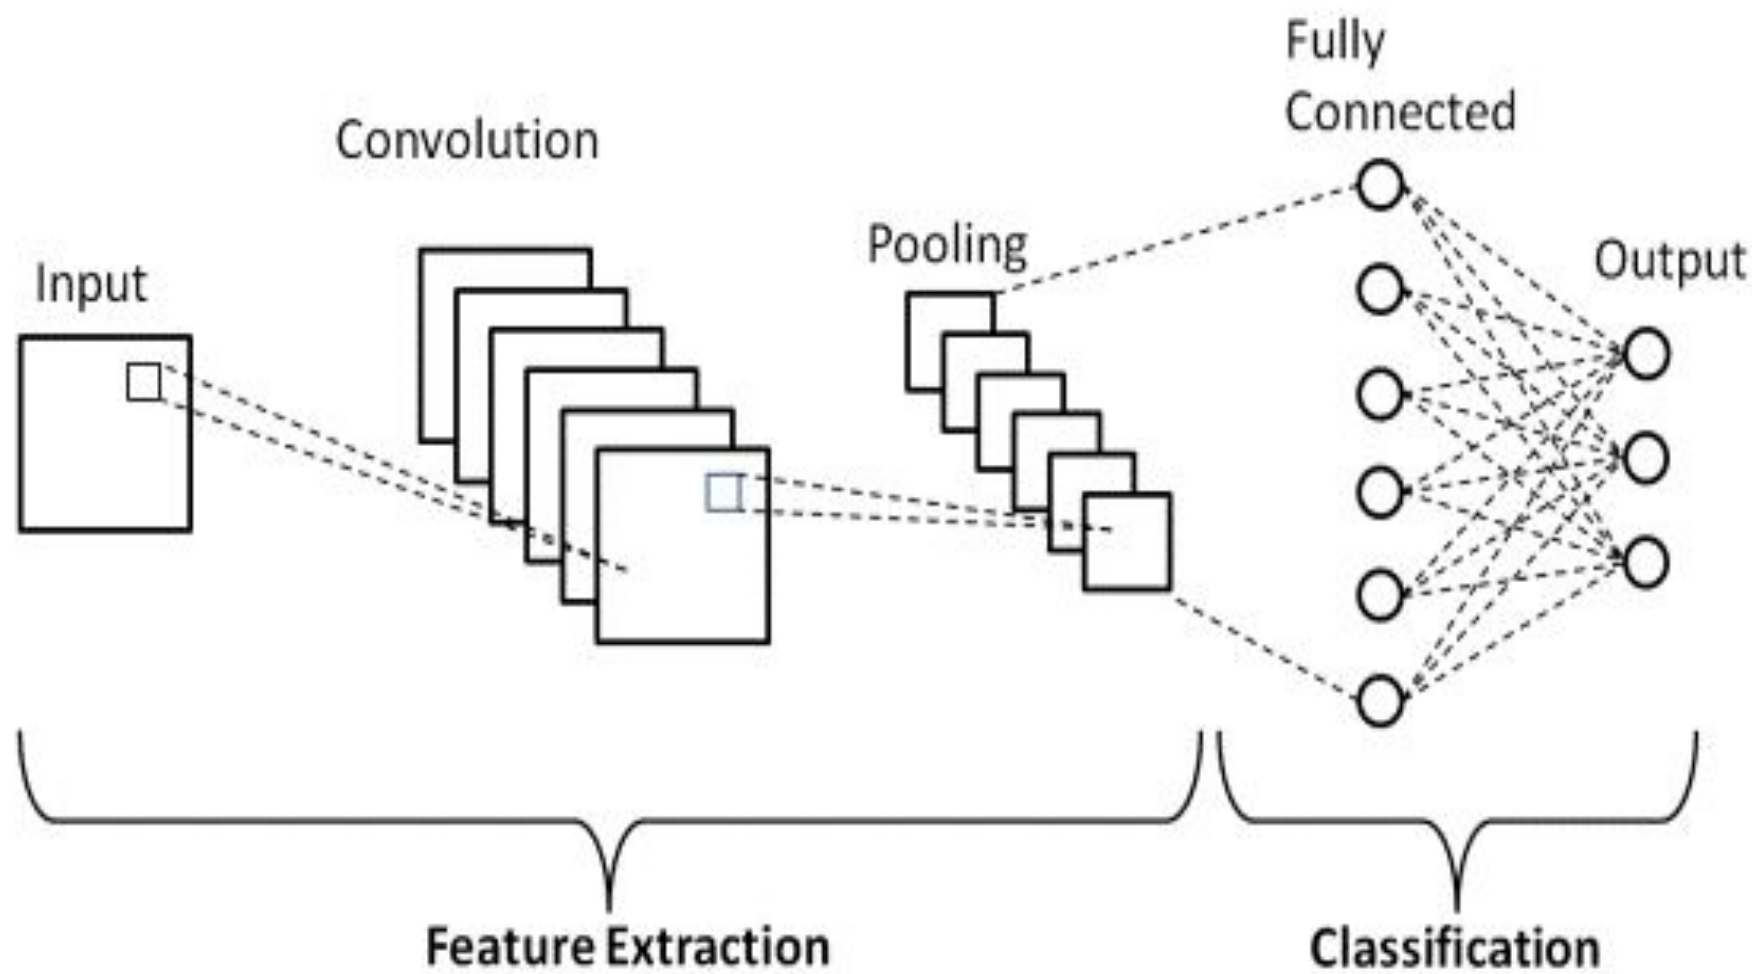 Input
Convolution
Pooling
Fully
Connected
Output
Feature Extraction
Classification